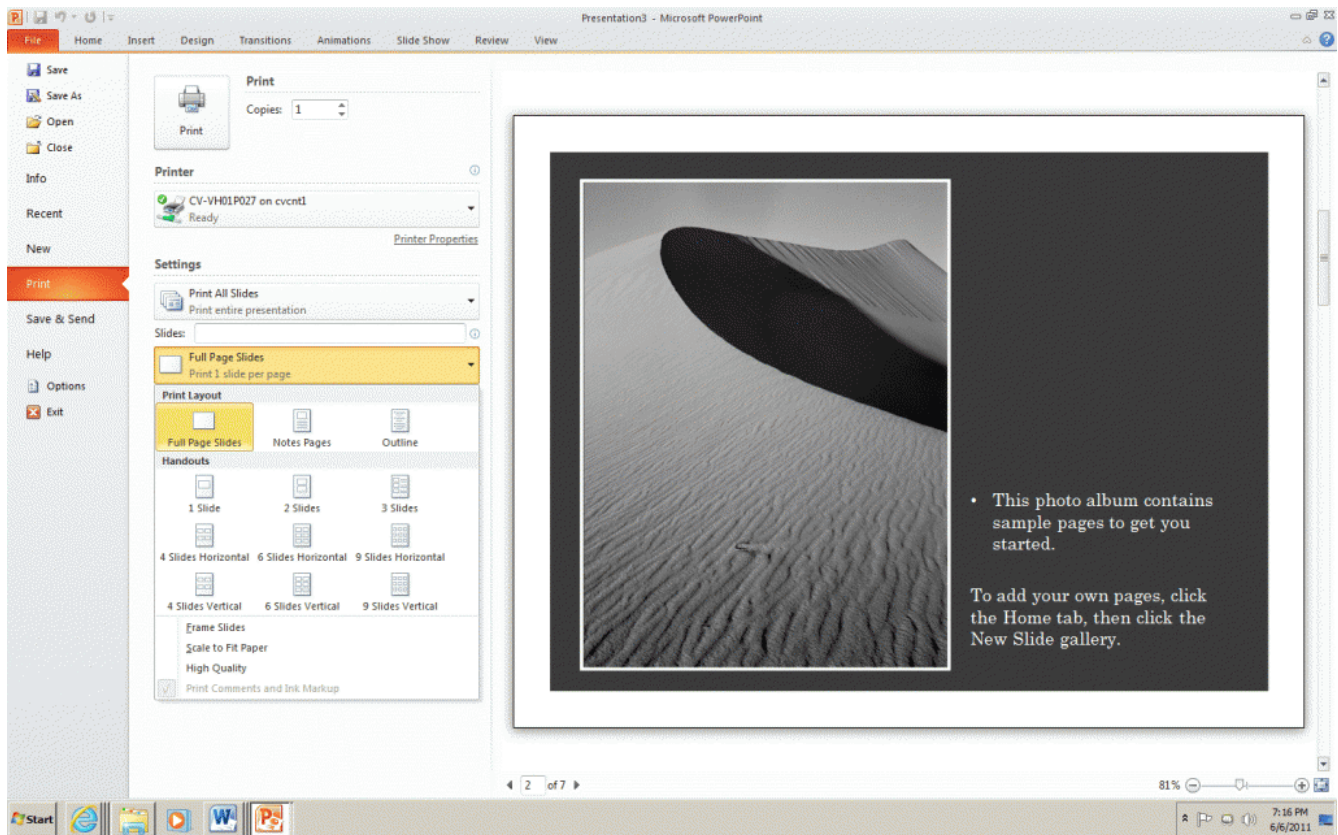 Presentation3 - Microsoft PowerPoint
File Home Insert Design Transitions Animations Slide Show Review View
Save
Save As
Open
Close
Info
Recent
New
Print
Save & Send
Help
Options
Exit
Print
Print
Copies: 1
Printer
CV-VH01P027 on cvcnt1
Ready
Printer Properties
Settings
Print All Slides
Print entire presentation
Slides:
Full Page Slides
Print 1 slide per page
Print Layout
Full Page Slides Notes Pages Outline
Handouts
1 Slide 2 Slides 3 Slides
4 Slides Horizontal 6 Slides Horizontal 9 Slides Horizontal
4 Slides Vertical 6 Slides Vertical 9 Slides Vertical
Frame Slides
Scale to Fit Paper
High Quality
Print Comments and Ink Markup
• This photo album contains
sample pages to get you
started.
To add your own pages, click
the Home tab, then click the
New Slide gallery.
2 of 7
81%
Start
7:16 PM
6/6/2011